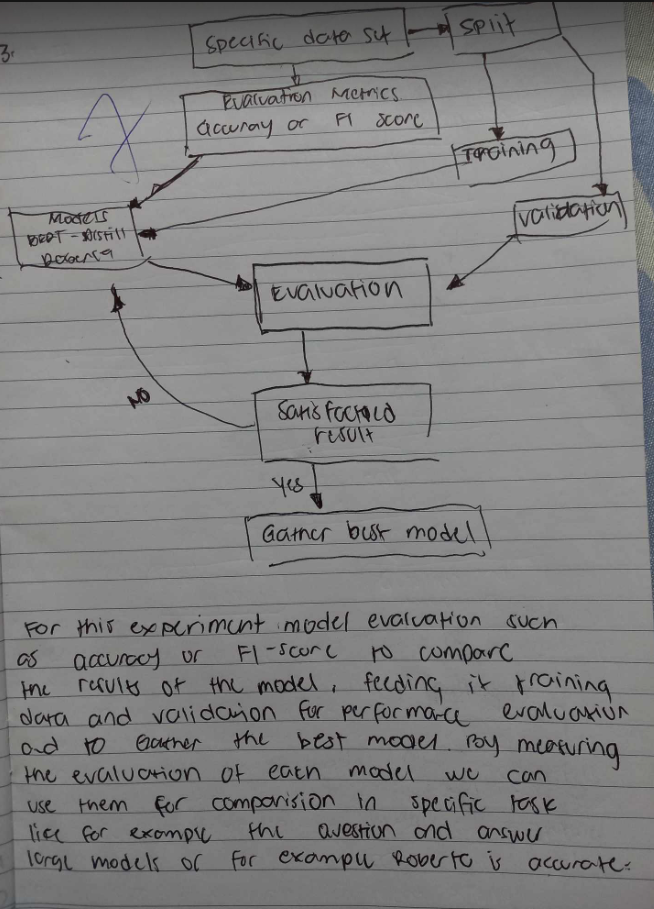 3.
Specific data set
Split
Evaluation Metrics
accuray or F1 score
Training
Validation
Models
BERT - Distill
Roberta
Evaluation
Satisfactied
result
NO
Yes
Gather best model
For this experiment model evaluation such
as accuracy or F1-score to compare
the results of the model, feeding it training
data and validation for performace evaluation
and to Gather the best model. By measuring
the evaluation of each model we can
use them for comparision in specific task
like for example the question and answer
large models or for example Roberta is accurate.